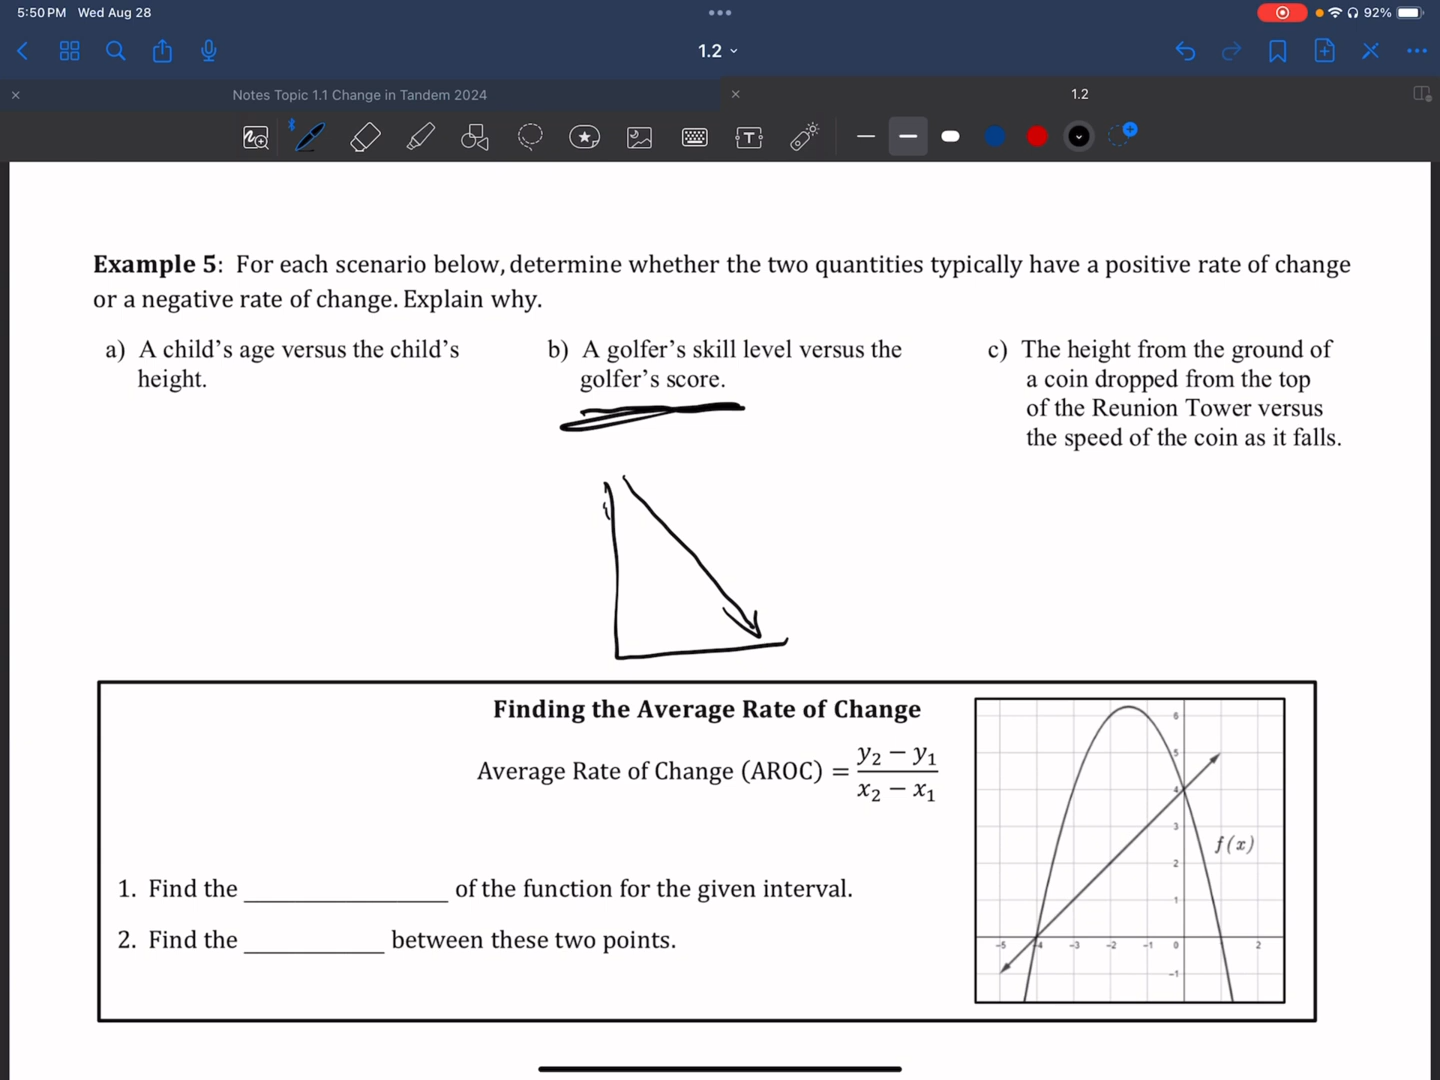 5:50 PM Wed Aug 28
92%
1.2
Notes Topic 1.1 Change in Tandem 2024
1.2
T
Example 5: For each scenario below, determine whether the two quantities typically have a positive rate of change
or a negative rate of change. Explain why.
a) A child's age versus the child's
height.
b) A golfer's skill level versus the
golfer's score.
c) The height from the ground of
a coin dropped from the top
of the Reunion Tower versus
the speed of the coin as it falls.
Finding the Average Rate of Change
Average Rate of Change (AROC) = y₂ − y₁ / x₂ − x₁
1. Find the ________ of the function for the given interval.
2. Find the ________ between these two points.
6
5
4
3
2
1
-5 -4 -3 -2 -1 0 2
-1
f(x)